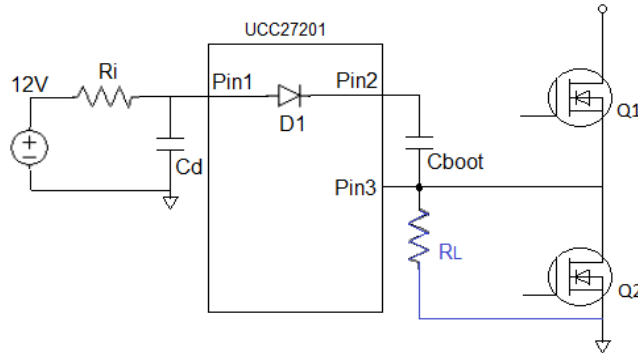 UCC27201
12V
Ri
Pin1
Pin2
D1
Cd
Cboot
Pin3
RL
Q1
Q2